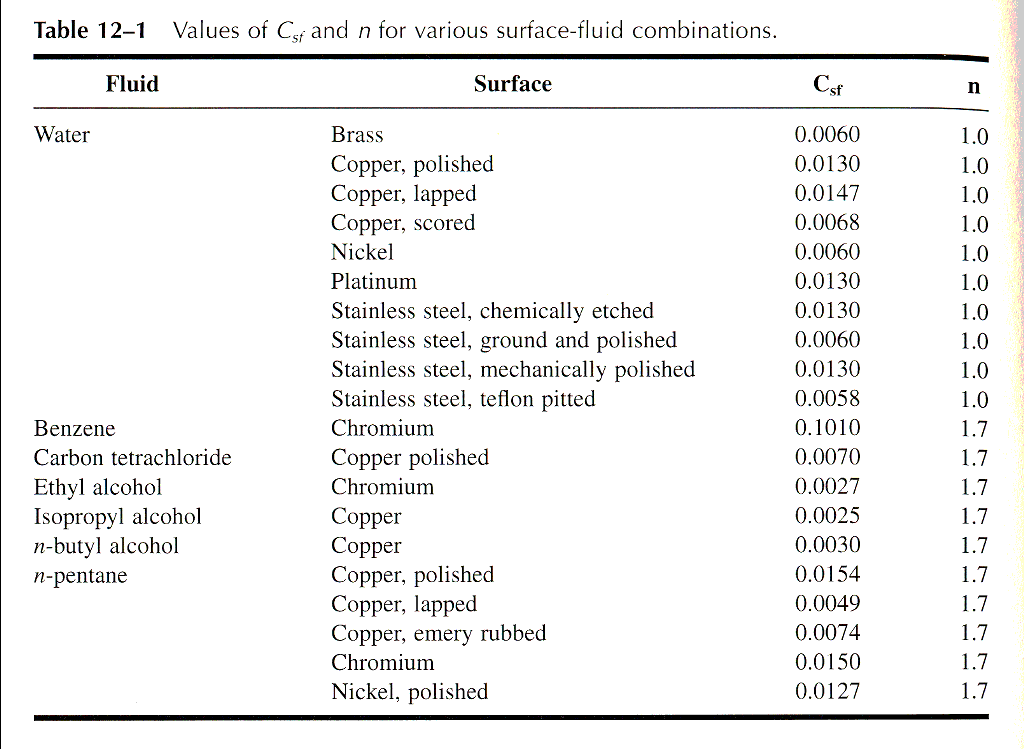 Table 12–1 Values of Csf and n for various surface-fluid combinations.
Fluid Surface Csf n
Water Brass 0.0060 1.0
Copper, polished 0.0130 1.0
Copper, lapped 0.0147 1.0
Copper, scored 0.0068 1.0
Nickel 0.0060 1.0
Platinum 0.0130 1.0
Stainless steel, chemically etched 0.0130 1.0
Stainless steel, ground and polished 0.0060 1.0
Stainless steel, mechanically polished 0.0130 1.0
Stainless steel, teflon pitted 0.0058 1.0
Benzene Chromium 0.1010 1.7
Carbon tetrachloride Copper polished 0.0070 1.7
Ethyl alcohol Chromium 0.0027 1.7
Isopropyl alcohol Copper 0.0025 1.7
n-butyl alcohol Copper 0.0030 1.7
n-pentane Copper, polished 0.0154 1.7
Copper, lapped 0.0049 1.7
Copper, emery rubbed 0.0074 1.7
Chromium 0.0150 1.7
Nickel, polished 0.0127 1.7